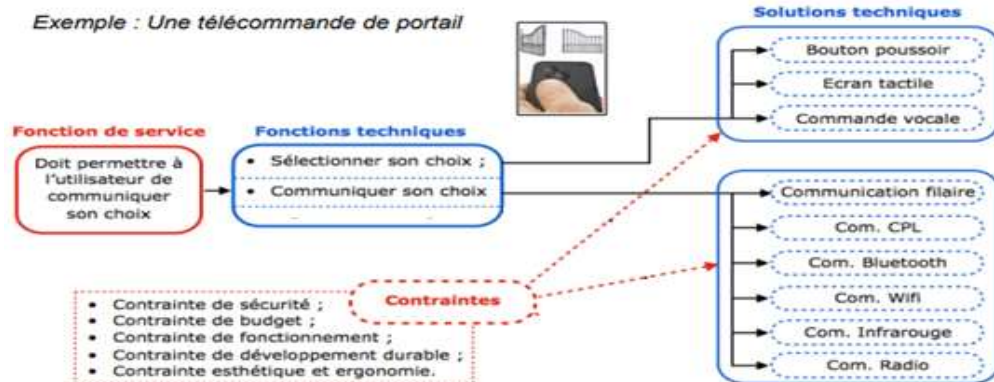 Exemple : Une télécommande de portail
Solutions techniques
Bouton poussoir
Ecran tactile
Commande vocale
Fonction de service
Doit permettre à
l'utilisateur de
communiquer
son choix
Fonctions techniques
• Sélectionner son choix ;
• Communiquer son choix
Communication filaire
Com. CPL
Com. Bluetooth
Com. Wifi
Com. Infrarouge
Com. Radio
Contraintes
• Contrainte de sécurité ;
• Contrainte de budget ;
• Contrainte de fonctionnement ;
• Contrainte de développement durable ;
• Contrainte esthétique et ergonomie.